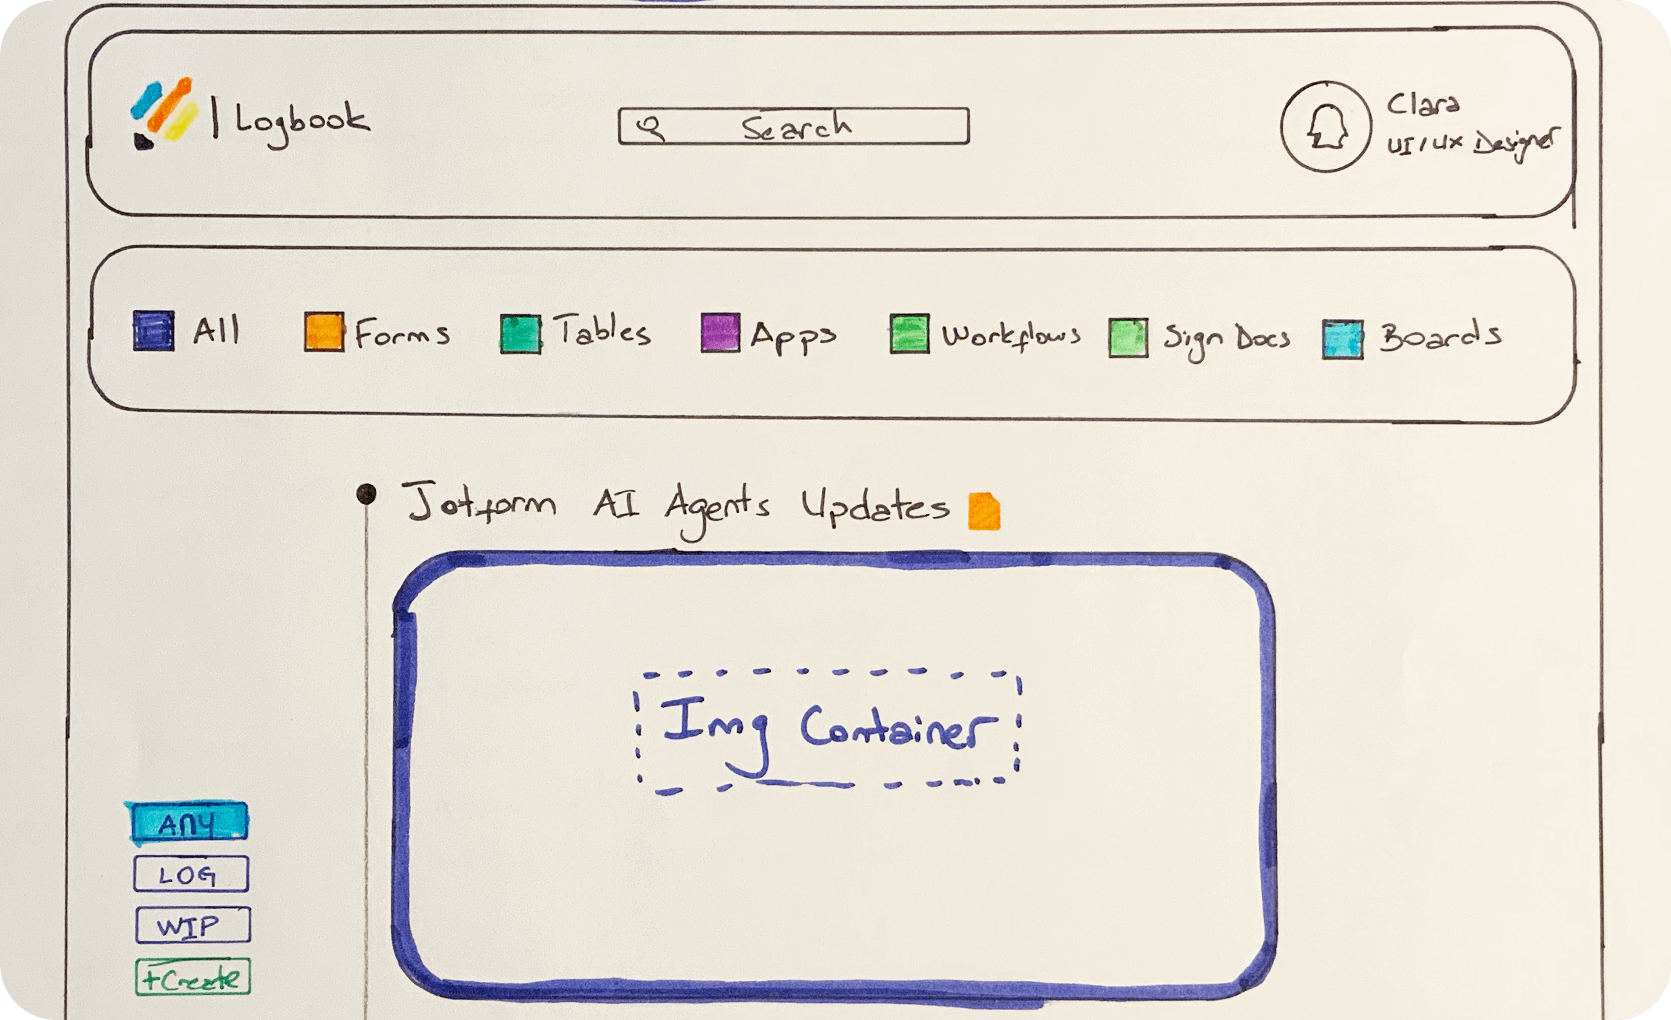 | Logbook
Search
Clara
UI/UX Designer
All
Forms
Tables
Apps
Workflows
Sign Docs
Boards
Jotform AI Agents Updates
Img Container
ANY
LOG
WIP
+Create